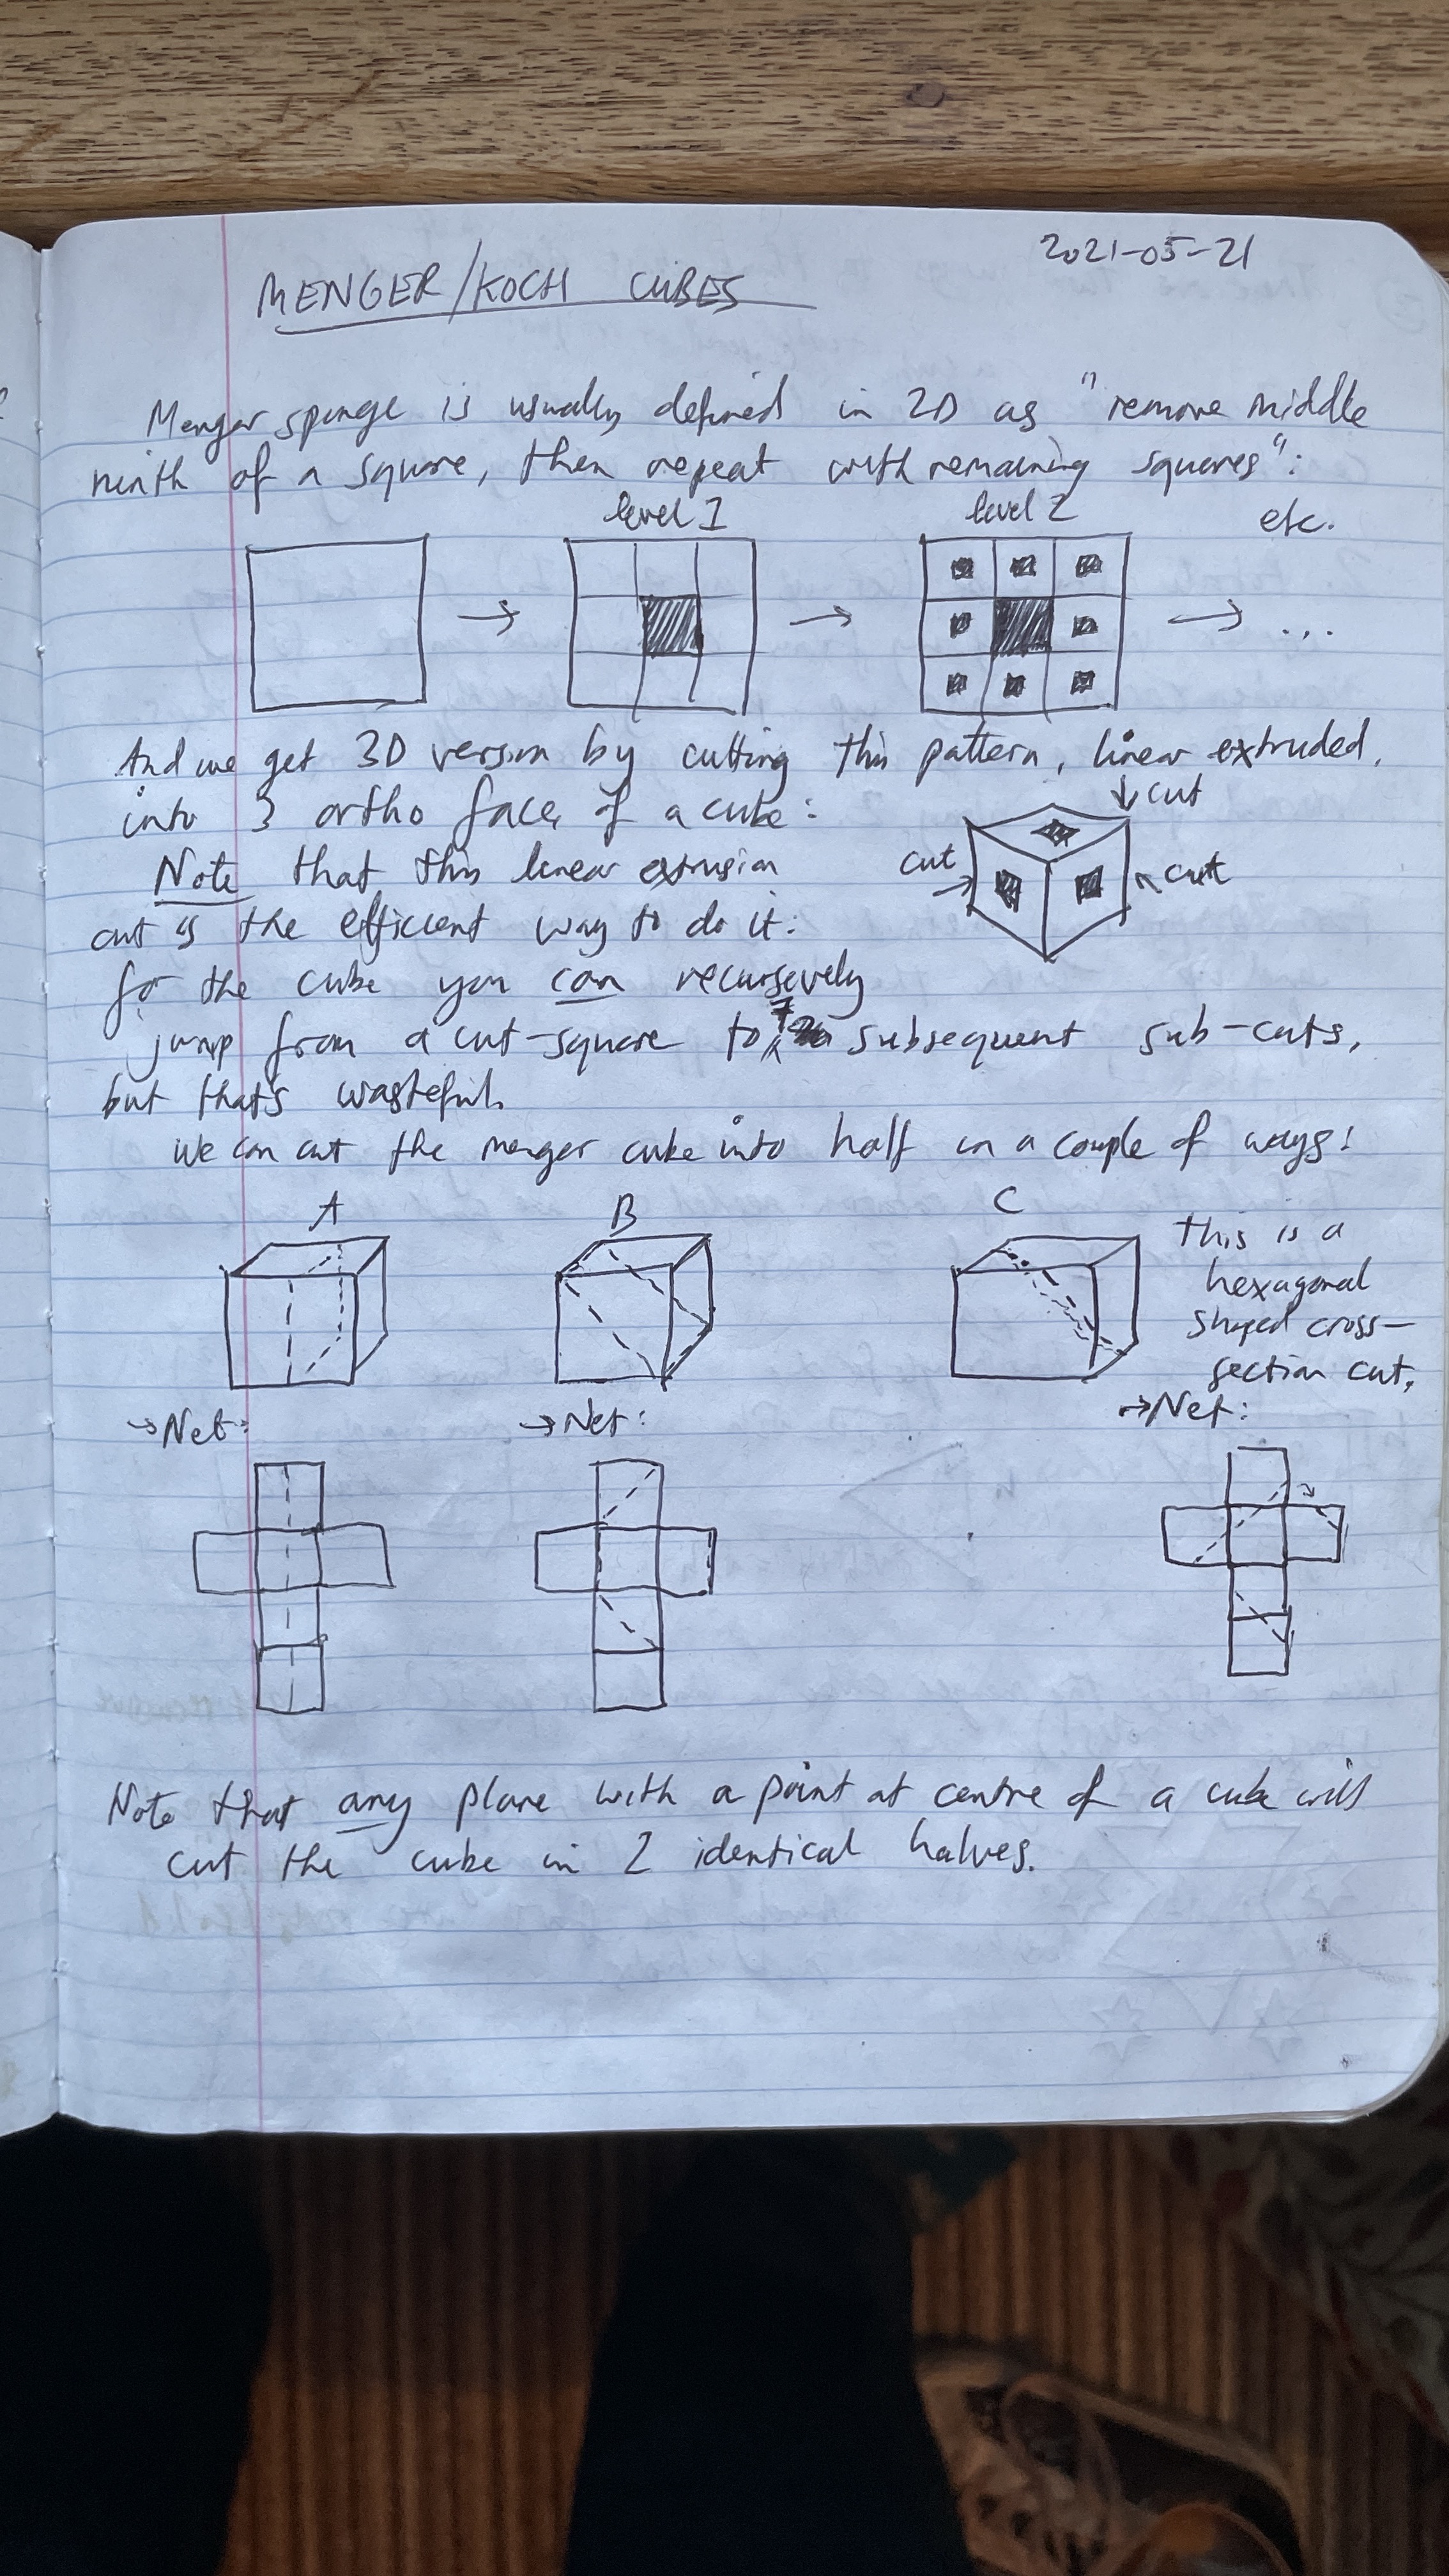 2021-05-21
MENGER/KOCH CUBES
Menger sponge is usually defined in 2D as "remove middle
ninth of a square, then repeat with remaining squares":
level 1
level 2
etc.
→ → → ...
And we get 3D version by cutting this pattern, linear extruded,
into 3 ortho faces of a cube:
↓ cut
cut →
cut
Note that this linear extrusion
cut is the efficient way to do it:
for the cube you can recursively
jump from a cut-square to 7 subsequent sub-cuts,
but that's wasteful.
We can cut the menger cube into half in a couple of ways:
A
B
C
This is a
hexagonal
shaped cross-
section cut.
→ Net:
→ Net:
→ Net:
Note that any plane with a point at centre of a cube will
cut the cube in 2 identical halves.